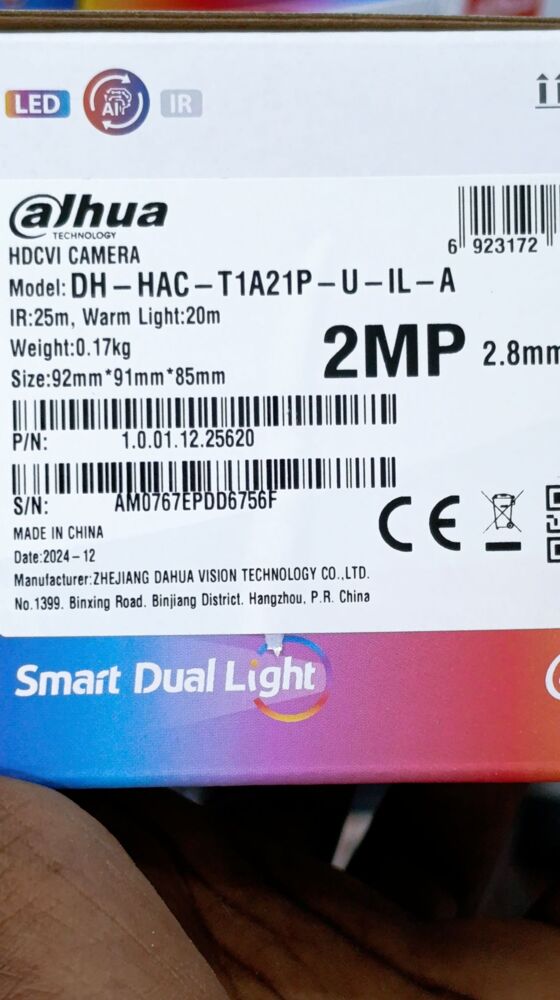 LED
AI
IR
alhua
TECHNOLOGY
HDCVI CAMERA
Model: DH-HAC-T1A21P-U-IL-A
IR:25m, Warm Light:20m
Weight:0.17kg
Size:92mm*91mm*85mm
2MP 2.8mm
6 923172
P/N: 1.0.01.12.25620
S/N: AM0767EPDD6756F
CE
MADE IN CHINA
Date:2024-12
Manufacturer:ZHEJIANG DAHUA VISION TECHNOLOGY CO.,LTD.
No.1399. Binxing Road. Binjiang District. Hangzhou, P.R. China
Smart Dual Light